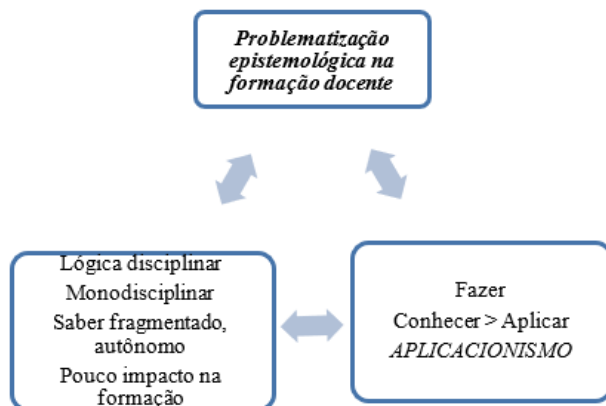 Problematização
epistemológica na
formação docente
Lógica disciplinar
Monodisciplinar
Saber fragmentado,
autônomo
Pouco impacto na
formação
Fazer
Conhecer > Aplicar
APLICACIONISMO